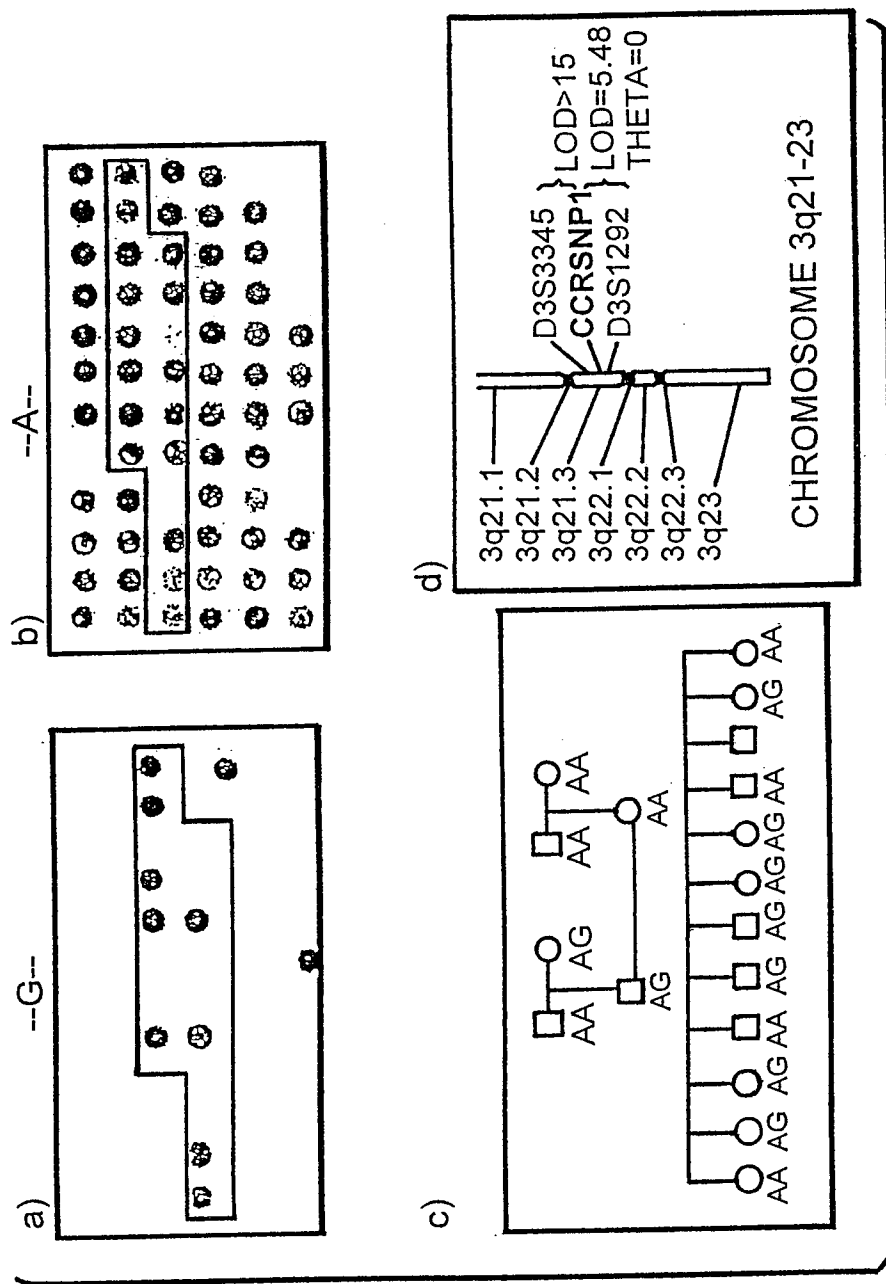 a)
--G--
b)
--A--
c)
AA AG AA AA
AG AA
AA AG AG AA AG AG AG AG AA AG AA
d)
3q21.1
3q21.2
3q21.3
3q22.1
3q22.2
3q22.3
3q23
D3S3345
CCRSNP1
D3S1292
LOD>15
LOD=5.48
THETA=0
CHROMOSOME 3q21-23